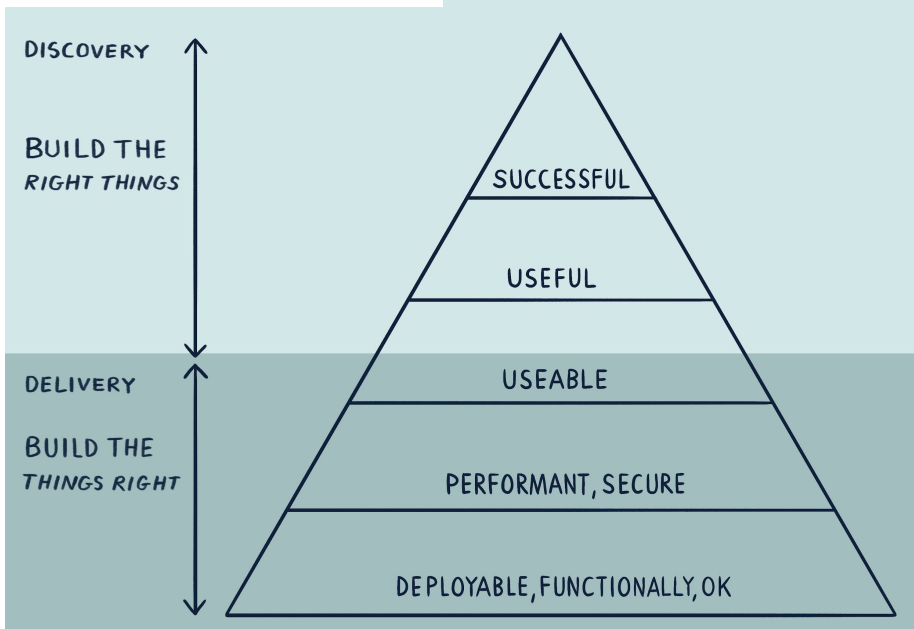 DISCOVERY
BUILD THE
RIGHT THINGS
SUCCESSFUL
USEFUL
DELIVERY
BUILD THE
THINGS RIGHT
USEABLE
PERFORMANT, SECURE
DEPLOYABLE, FUNCTIONALLY, OK